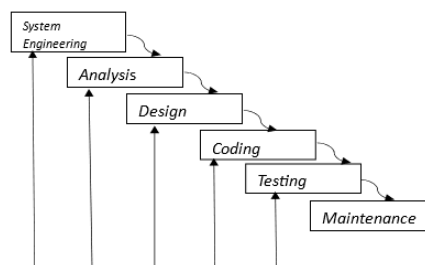 System
Engineering
Analysis
Design
Coding
Testing
Maintenance